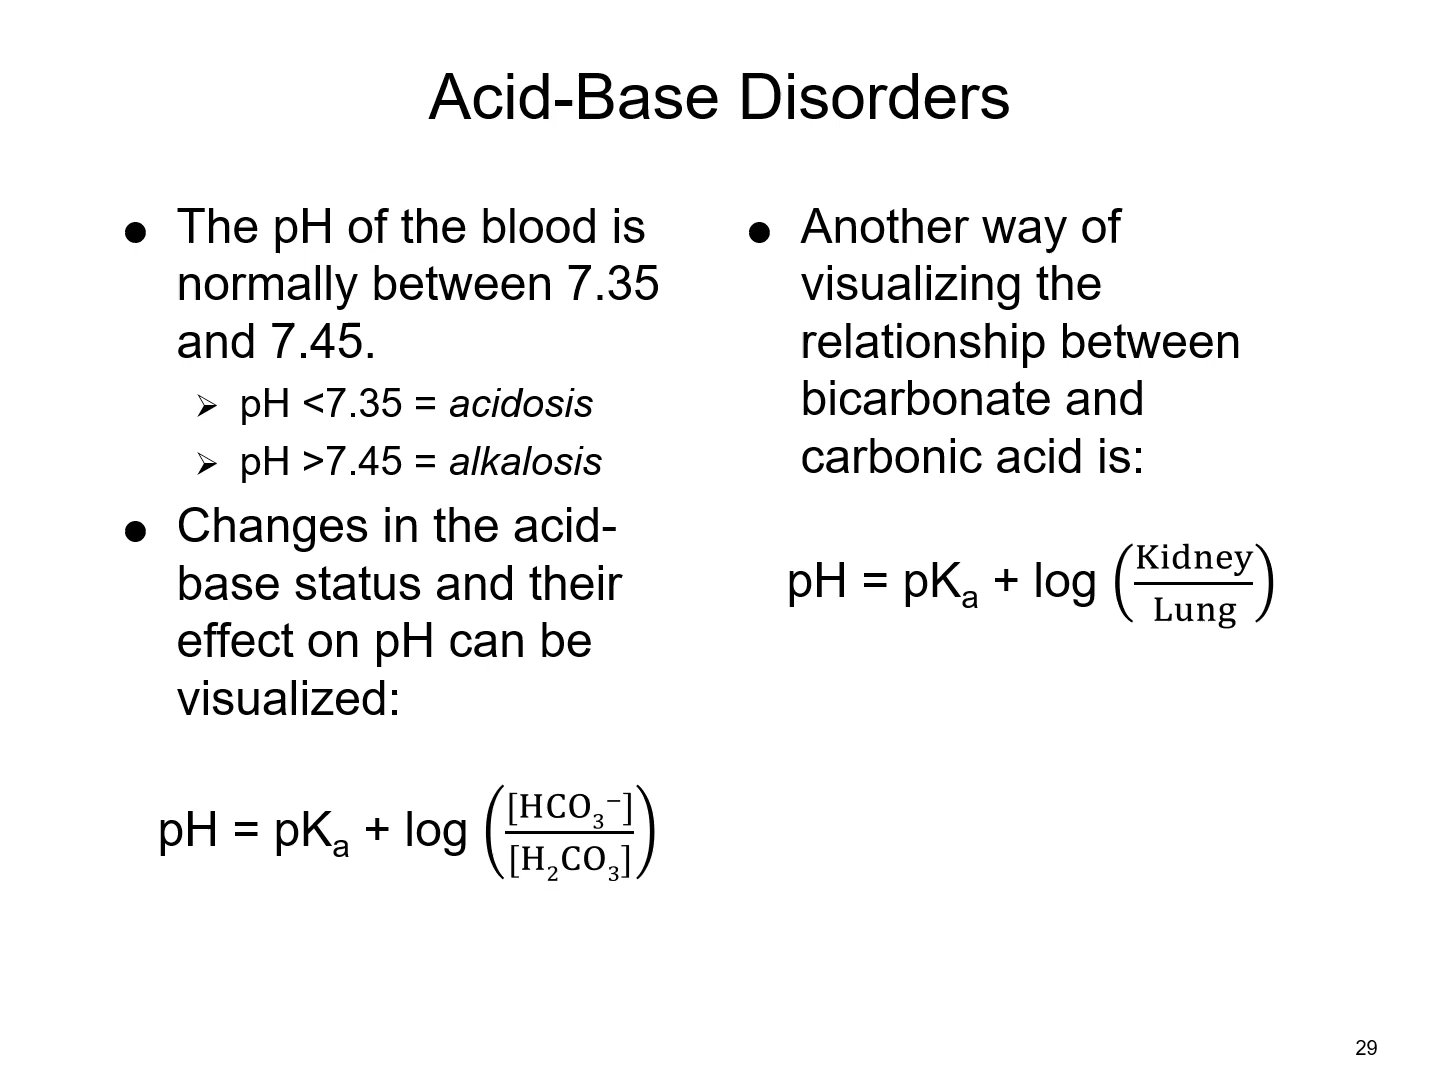 Acid-Base Disorders
● The pH of the blood is
normally between 7.35
and 7.45.
➢ pH <7.35 = acidosis
➢ pH >7.45 = alkalosis
● Changes in the acid-
base status and their
effect on pH can be
visualized:
pH = pKₐ + log ([HCO₃⁻]/[H₂CO₃])
● Another way of
visualizing the
relationship between
bicarbonate and
carbonic acid is:
pH = pKₐ + log (Kidney/Lung)
29